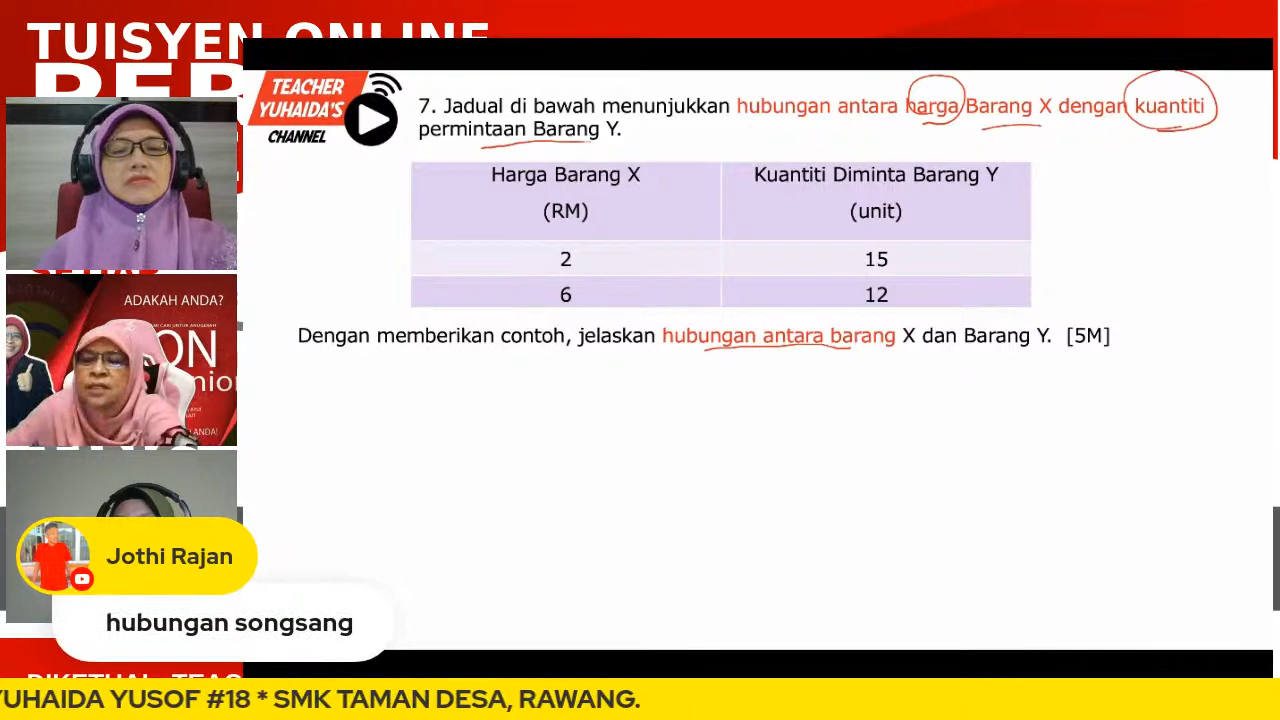 TUISYEN ONLINE
TEACHER
YUHAIDA'S
CHANNEL
7. Jadual di bawah menunjukkan hubungan antara harga Barang X dengan kuantiti
permintaan Barang Y.
Harga Barang X
(RM)
Kuantiti Diminta Barang Y
(unit)
2
15
6
12
Dengan memberikan contoh, jelaskan hubungan antara barang X dan Barang Y. [5M]
ADAKAH ANDA?
ON
Jothi Rajan
hubungan songsang
YUHAIDA YUSOF #18 * SMK TAMAN DESA, RAWANG.